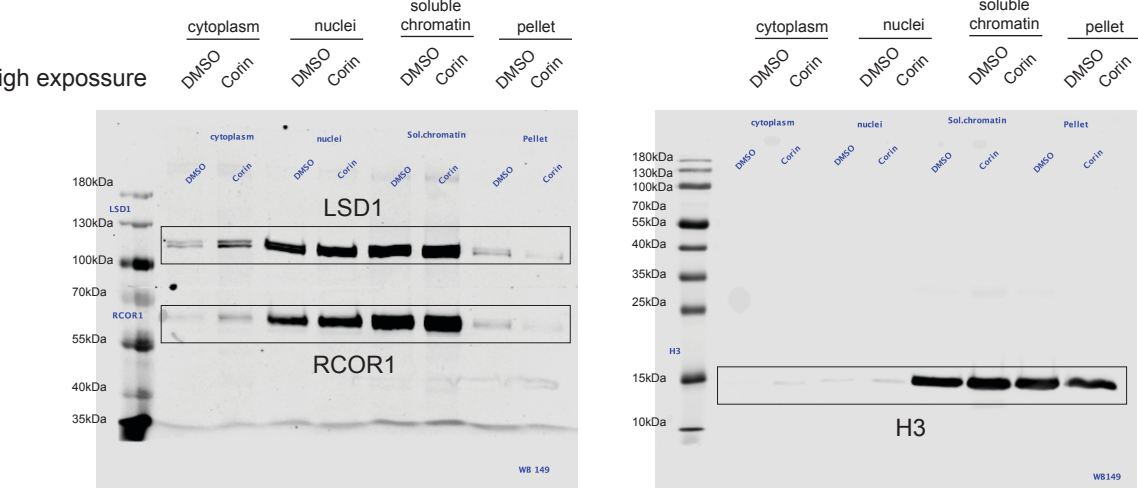 soluble
cytoplasm nuclei chromatin pellet
DMSO Corin DMSO Corin DMSO Corin DMSO Corin
igh expossure
cytoplasm nuclei Sol.chromatin Pellet
DMSO Corin DMSO Corin DMSO Corin DMSO Corin
180kDa
LSD1
LSD1
130kDa
100kDa
70kDa
RCOR1
55kDa
RCOR1
40kDa
35kDa
WB 149
soluble
cytoplasm nuclei chromatin pellet
DMSO Corin DMSO Corin DMSO Corin DMSO Corin
cytoplasm nuclei Sol.chromatin Pellet
DMSO Corin DMSO Corin DMSO Corin DMSO Corin
180kDa
130kDa
100kDa
70kDa
55kDa
40kDa
35kDa
25kDa
H3
15kDa
10kDa
H3
WB149